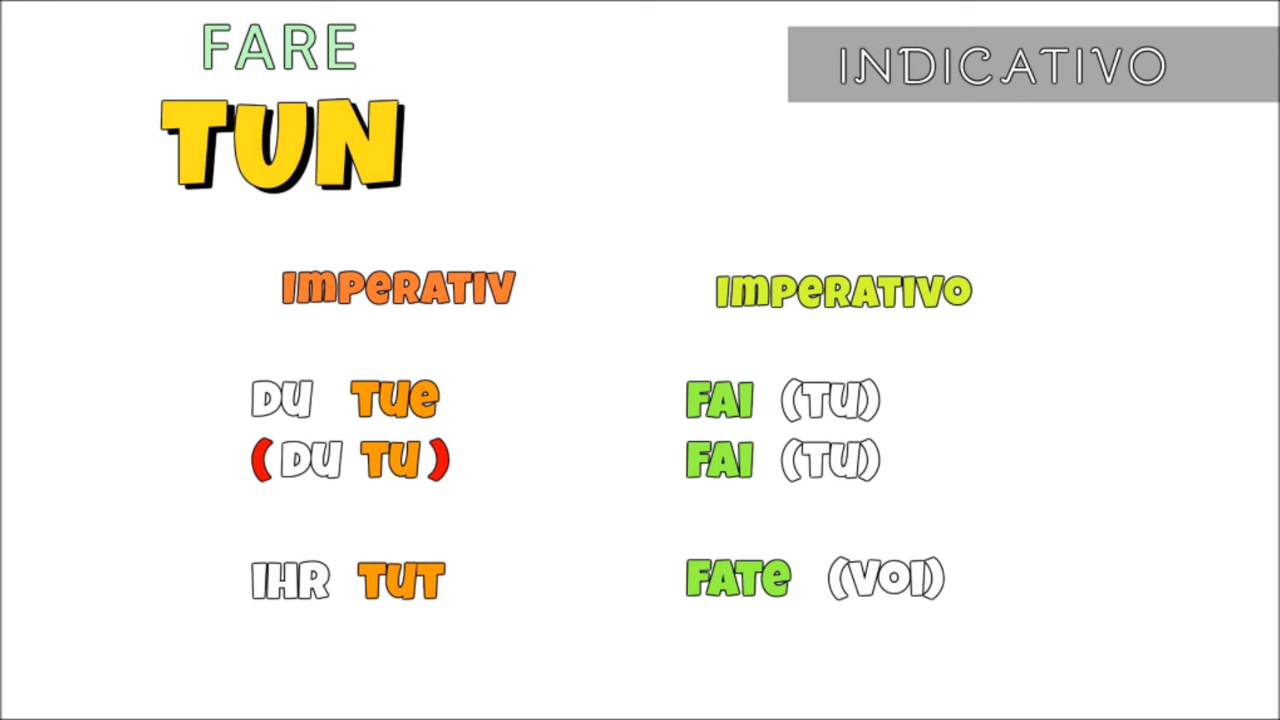 FARE
INDICATIVO
TUN
IMPERATIV IMPERATIVO
DU TUE FAI (TU)
(DU TU) FAI (TU)
IHR TUT FATE (VOI)